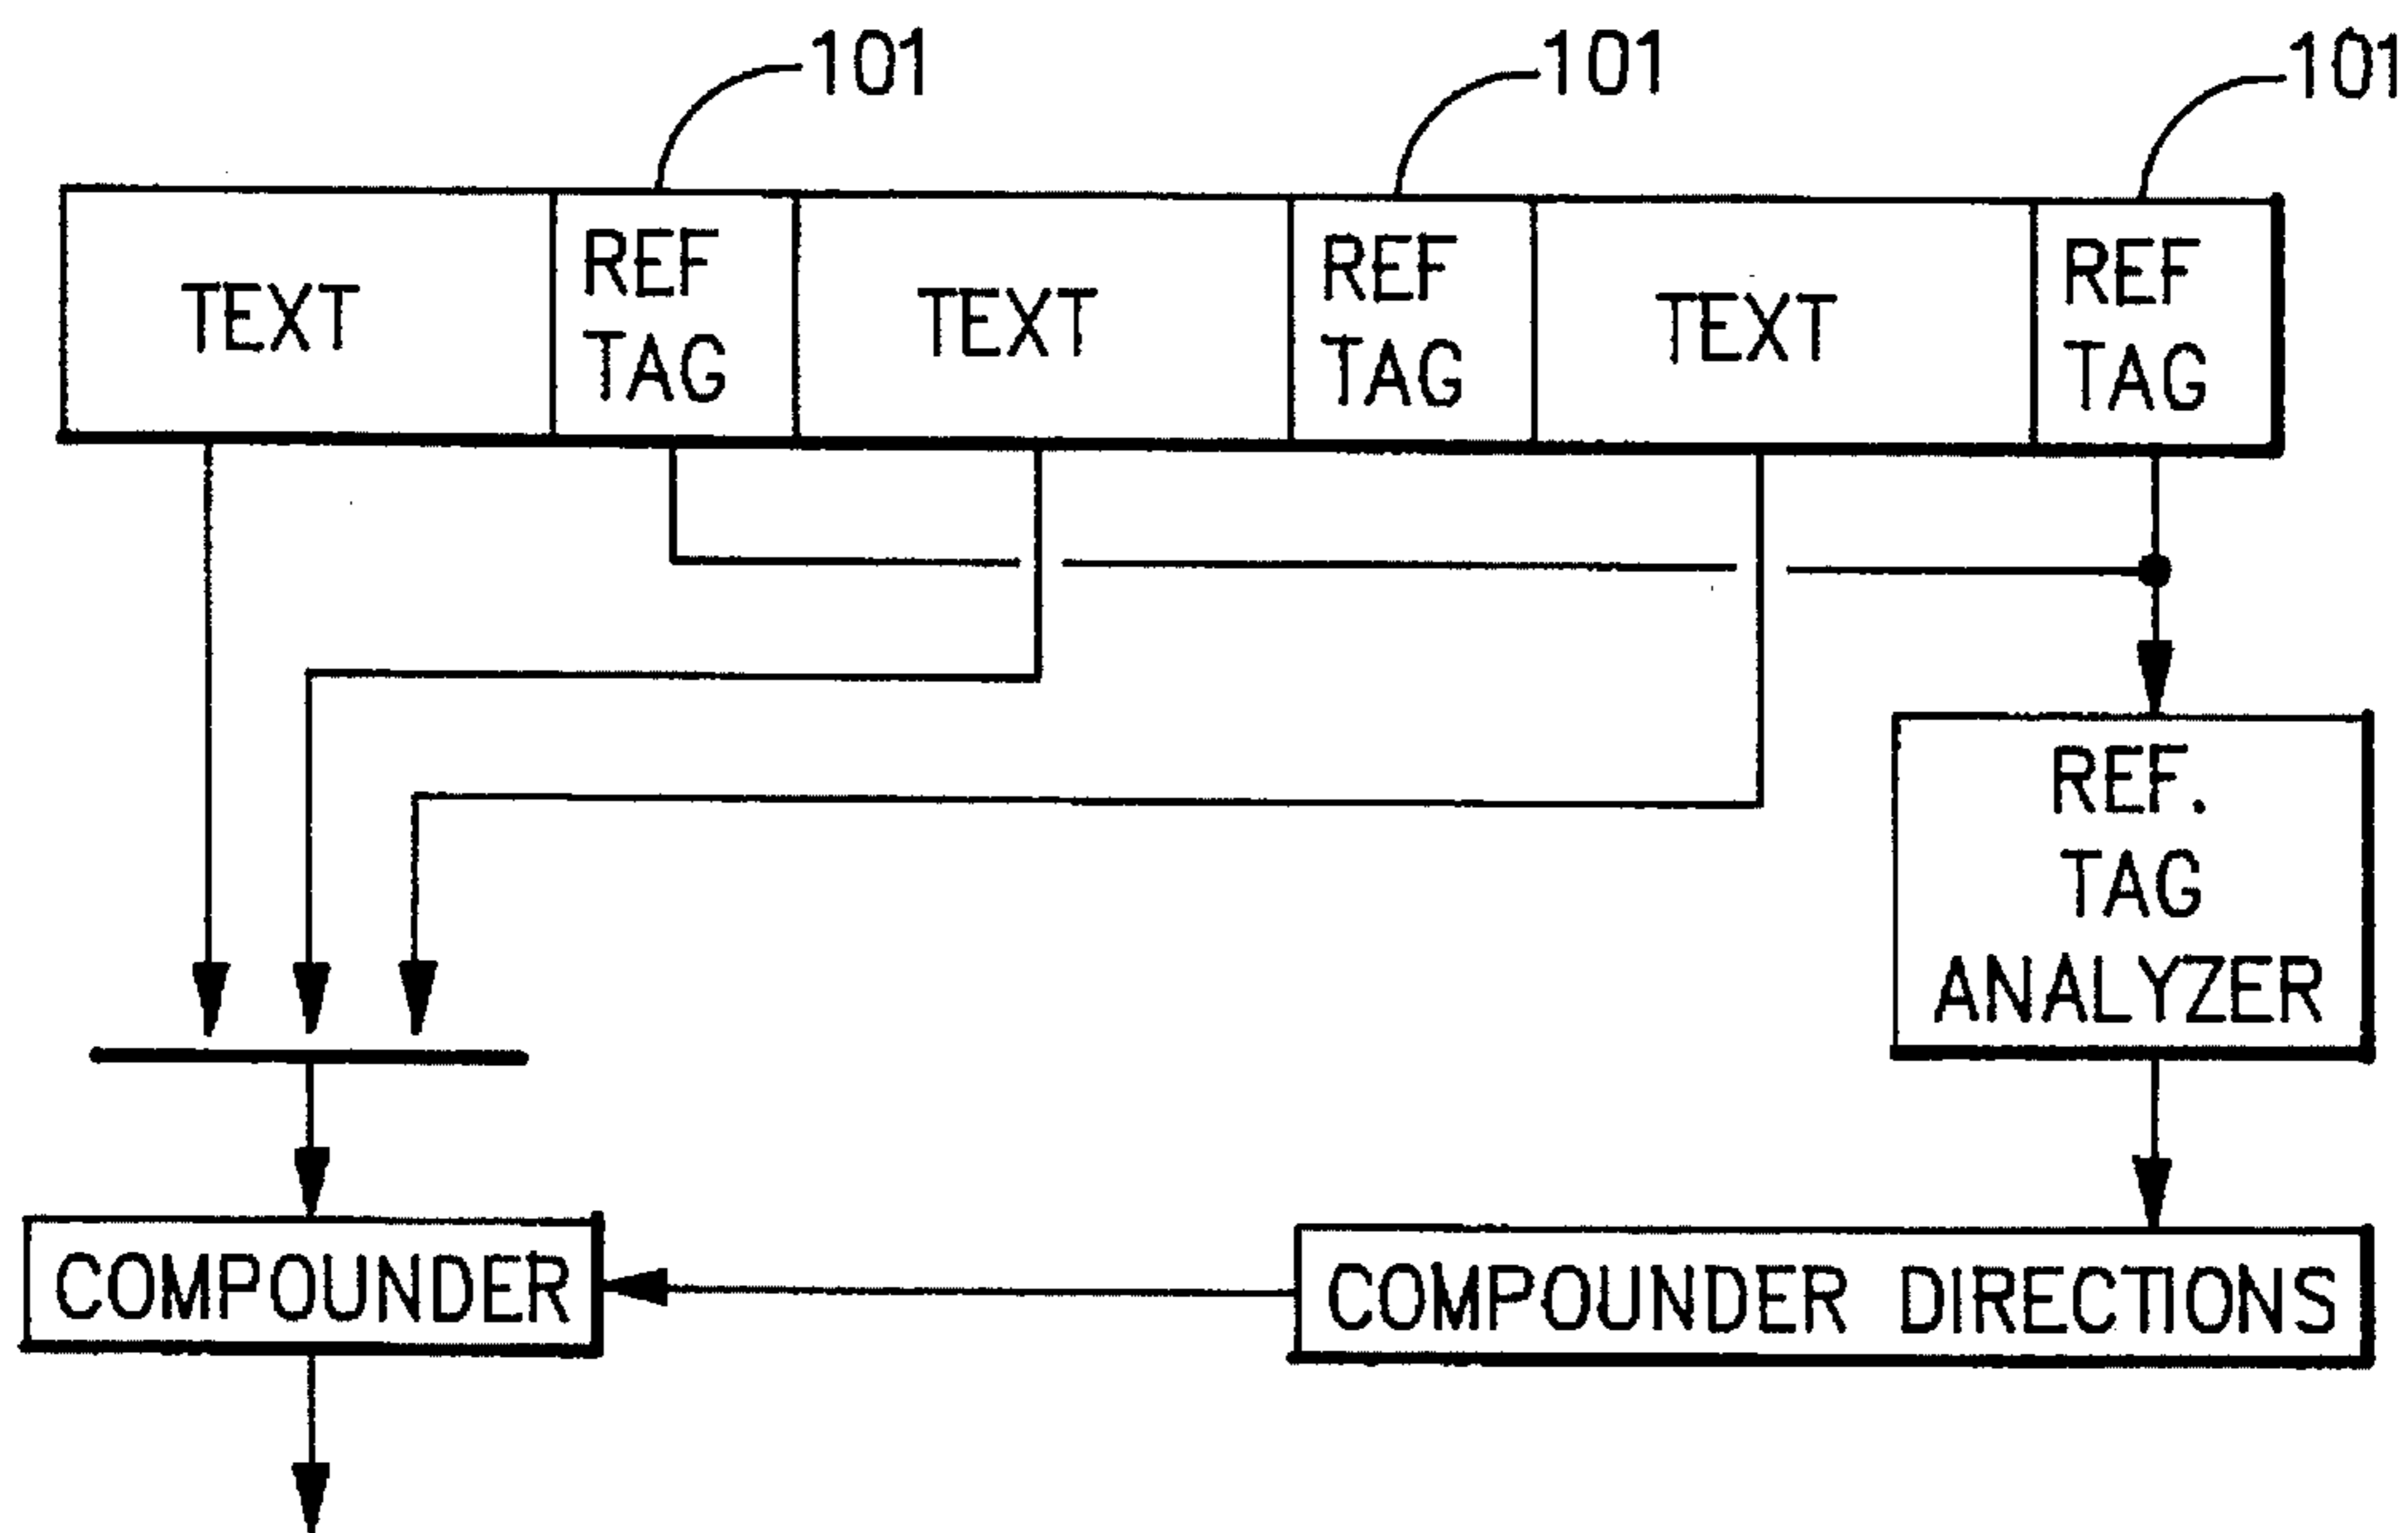 101 101 101
TEXT REF TAG TEXT REF TAG TEXT REF TAG
REF.
TAG
ANALYZER
COMPOUNDER
COMPOUNDER DIRECTIONS